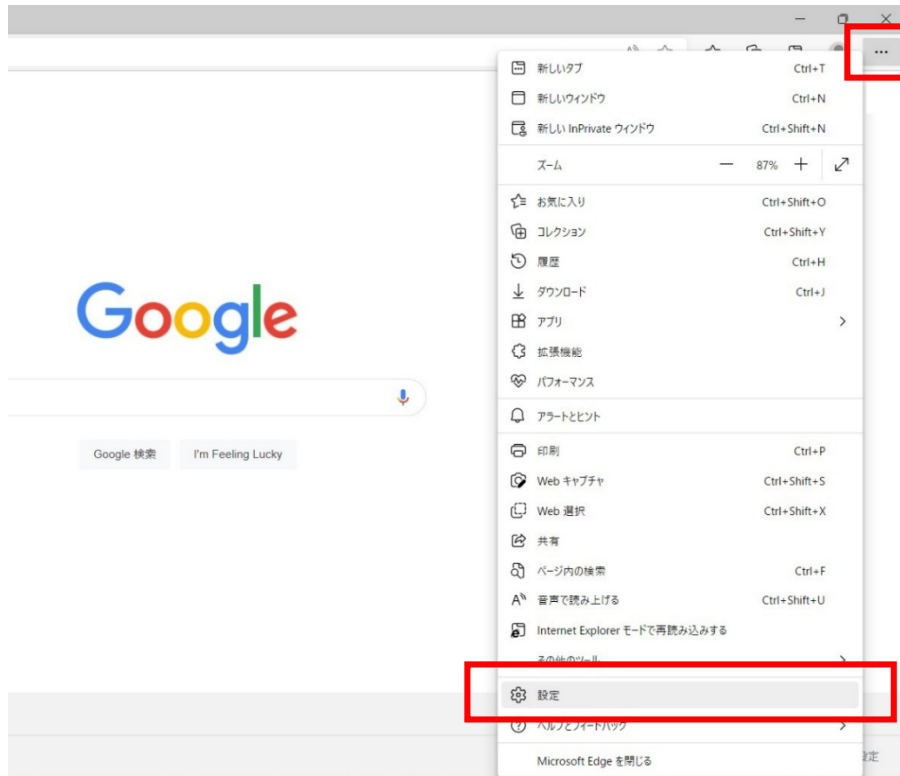 新しいタブ Ctrl+T
新しいウィンドウ Ctrl+N
新しい InPrivate ウィンドウ Ctrl+Shift+N
ズーム 87%
お気に入り Ctrl+Shift+O
コレクション Ctrl+Shift+Y
履歴 Ctrl+H
ダウンロード Ctrl+J
アプリ
拡張機能
パフォーマンス
アラートとヒント
印刷 Ctrl+P
Web キャプチャ Ctrl+Shift+S
Web 選択 Ctrl+Shift+X
共有
ページ内の検索 Ctrl+F
音声で読み上げる Ctrl+Shift+U
Internet Explorer モードで再読み込みする
その他のツール
設定
ヘルプとフィードバック
Microsoft Edge を閉じる
Google
Google 検索 I'm Feeling Lucky